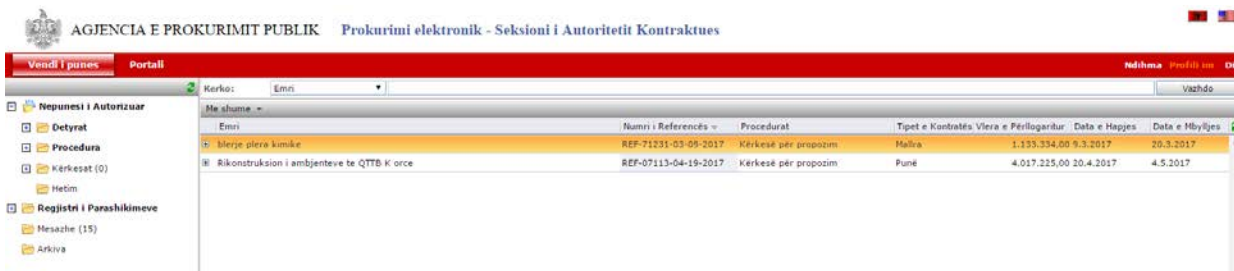 AGJENCIA E PROKURIMIT PUBLIK Prokurimi elektronik - Seksioni i Autoritetit Kontraktues
Vendi i punes Portali Ndihma Profili im
Kerko: Emri Vazhdo
Nepunesi i Autorizuar
Me shume
Detyrat
Emri Numri i Referencës Procedurat Tipet e Kontratës Vlera e Përllogaritur Data e Hapjes Data e Mbylljes
Procedura
blerje plera kimike REF-71231-03-09-2017 Kërkesë për propozim Mallra 1.133.334,00 9.3.2017 20.3.2017
Kërkesat (0)
Rikonstruksion i ambjenteve te QTTB K orce REF-07113-04-19-2017 Kërkesë për propozim Punë 4.017.225,00 20.4.2017 4.5.2017
Hetim
Regjistri i Parashikimeve
Mesazhe (15)
Arkiva